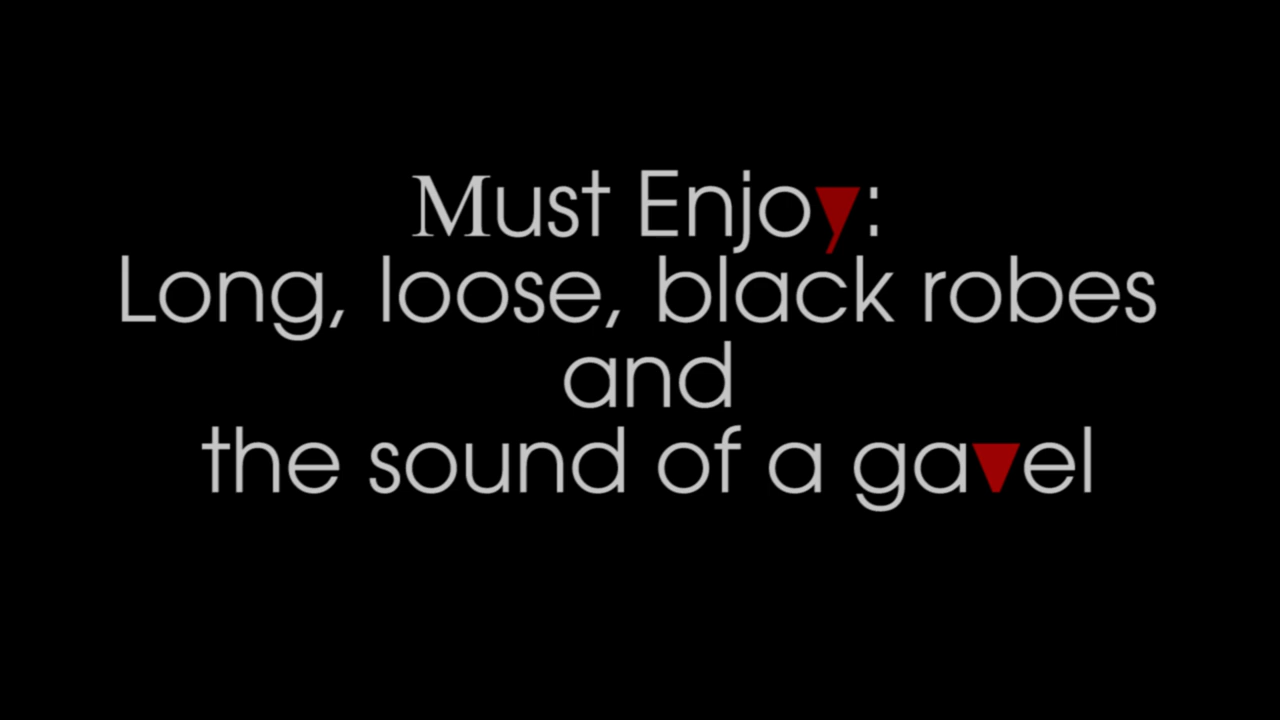 Must Enjoy:
Long, loose, black robes
and
the sound of a gavel